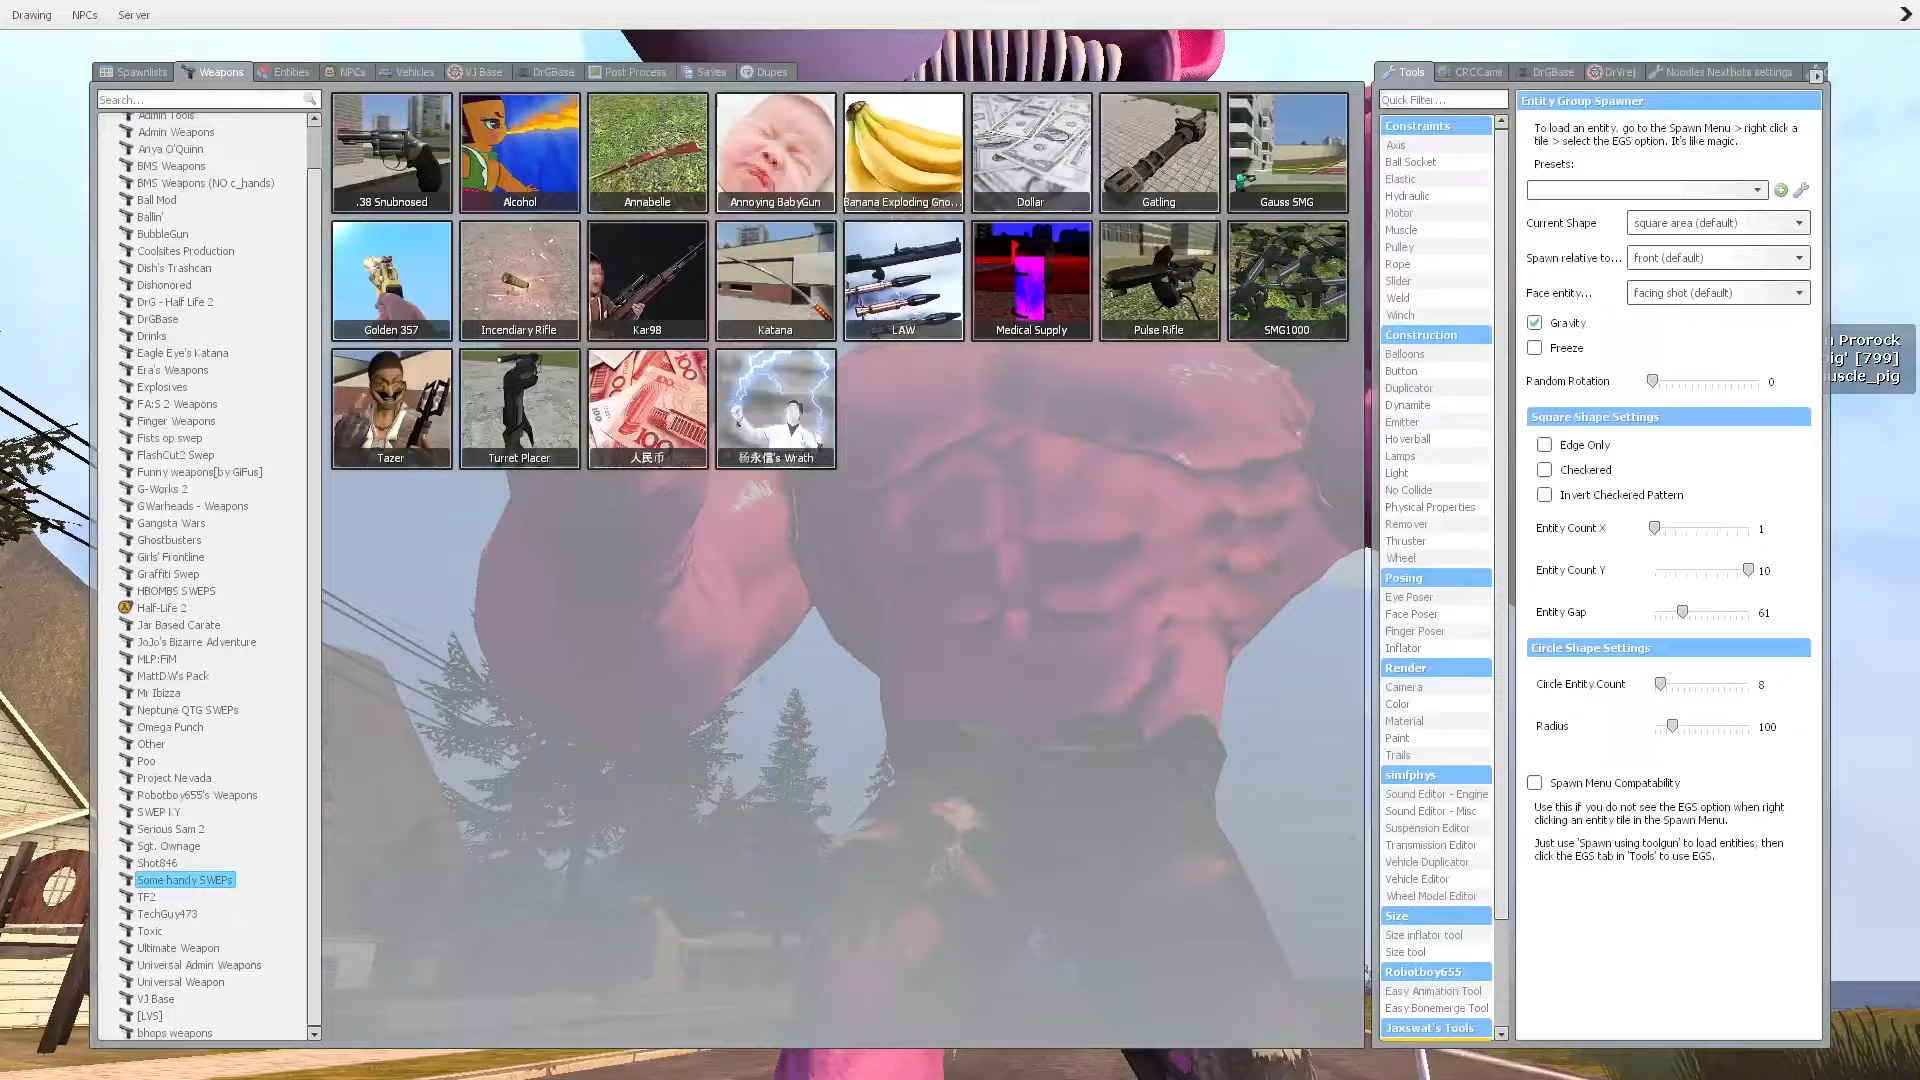 Drawing NPCs Server
Spawnlists Weapons Entities NPCs Vehicles VJ Base DrGBase Post Process Saves Dupes
Search...
Admin Tools
Admin Weapons
Anya O'Quinn
BMS Weapons
BMS Weapons (NO c_hands)
Ball Mod
Ballin'
BubbleGun
Coolsites Production
Dish's Trashcan
Dishonored
DrG - Half Life 2
DrGBase
Drinks
Eagle Eye's Katana
Era's Weapons
Explosives
FA:S 2 Weapons
Finger Weapons
Fists op swep
FlashCut2 Swep
Funny weapons[by GiFus]
G-Works 2
GWarheads - Weapons
Gangsta Wars
Ghostbusters
Girls' Frontline
Graffiti Swep
HBOMBS SWEPS
Half-Life 2
Jar Based Carate
JoJo's Bizarre Adventure
MLP:FiM
MattDW's Pack
Mr Ibizza
Neptune QTG SWEPs
Omega Punch
Other
Poo
Project Nevada
Robotboy655's Weapons
SWEP KY
Serious Sam 2
Sgt. Ownage
Shot846
Some handy SWEPs
TF2
TechGuy473
Toxic
Ultimate Weapon
Universal Admin Weapons
Universal Weapon
VJ Base
[LVS]
bhops weapons
.38 Snubnosed Alcohol Annabelle Annoying BabyGun Banana Exploding Gno... Dollar Gatling Gauss SMG
Golden 357 Incendiary Rifle Kar98 Katana LAW Medical Supply Pulse Rifle SMG1000
Tazer Turret Placer 人民币 杨永信's Wrath
Tools CRCCams DrGBase DrVrej Noodles Nextbots settings
Quick Filter...
Constraints
Axis
Ball Socket
Elastic
Hydraulic
Motor
Muscle
Pulley
Rope
Slider
Weld
Winch
Construction
Balloons
Button
Duplicator
Dynamite
Emitter
Hoverball
Lamps
Light
No Collide
Physical Properties
Remover
Thruster
Wheel
Posing
Eye Poser
Face Poser
Finger Poser
Inflator
Render
Camera
Color
Material
Paint
Trails
simfphys
Sound Editor - Engine
Sound Editor - Misc
Suspension Editor
Transmission Editor
Vehicle Duplicator
Vehicle Editor
Wheel Model Editor
Size
Size inflator tool
Size tool
Robotboy655
Easy Animation Tool
Easy Bonemerge Tool
Jaxswat's Tools
Entity Group Spawner
To load an entity, go to the Spawn Menu > right click a
tile > select the EGS option. It's like magic.
Presets:
Current Shape square area (default)
Spawn relative to... front (default)
Face entity... facing shot (default)
Gravity
Freeze
Random Rotation 0
Square Shape Settings
Edge Only
Checkered
Invert Checkered Pattern
Entity Count X 1
Entity Count Y 10
Entity Gap 61
Circle Shape Settings
Circle Entity Count 8
Radius 100
Spawn Menu Compatability
Use this if you do not see the EGS option when right
clicking an entity tile in the Spawn Menu.
Just use 'Spawn using toolgun' to load entities, then
click the EGS tab in 'Tools' to use EGS.
Prorock
[799]